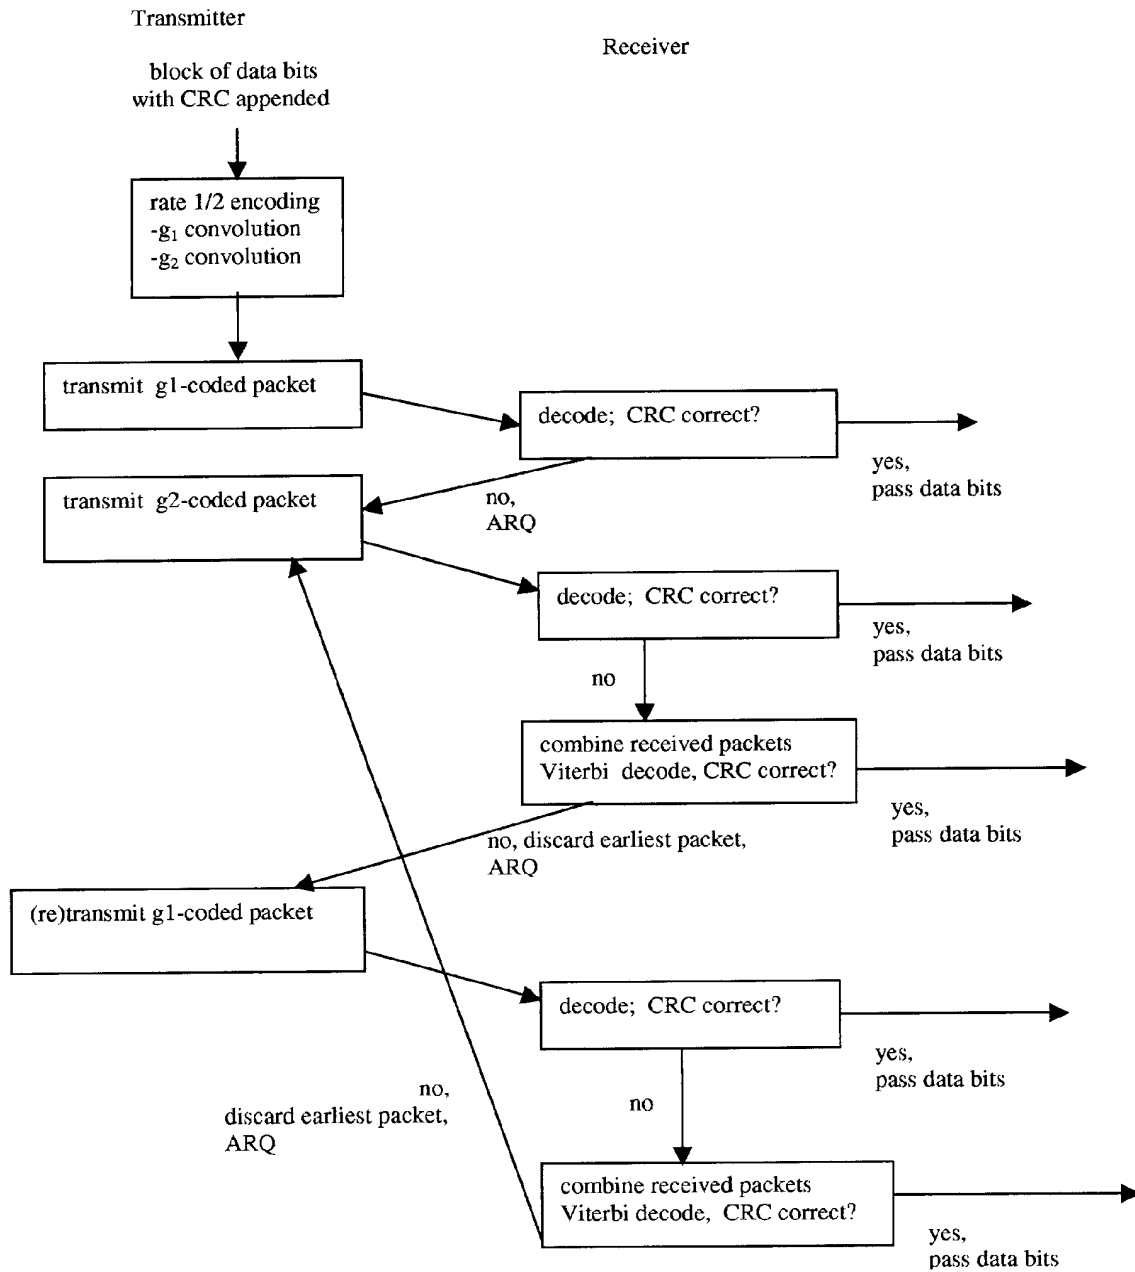 Transmitter
Receiver
block of data bits
with CRC appended
rate 1/2 encoding
-g₁ convolution
-g₂ convolution
transmit g1-coded packet
decode; CRC correct?
yes,
pass data bits
no,
ARQ
transmit g2-coded packet
decode; CRC correct?
yes,
pass data bits
no
combine received packets
Viterbi decode, CRC correct?
yes,
pass data bits
no, discard earliest packet,
ARQ
(re)transmit g1-coded packet
decode; CRC correct?
yes,
pass data bits
no
no,
discard earliest packet,
ARQ
combine received packets
Viterbi decode, CRC correct?
yes,
pass data bits